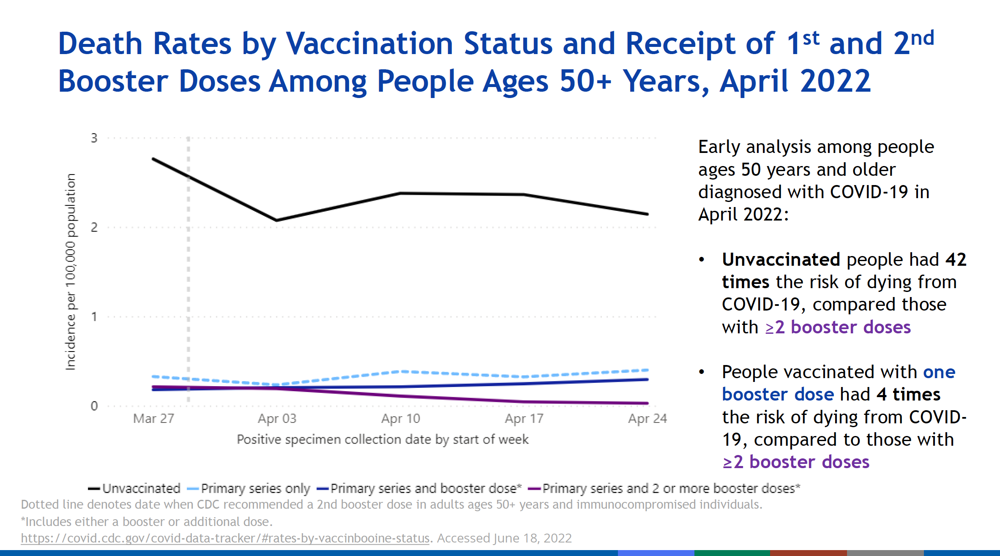 Death Rates by Vaccination Status and Receipt of 1st and 2nd
Booster Doses Among People Ages 50+ Years, April 2022
Incidence per 100,000 population
3
2
1
0
Mar 27 Apr 03 Apr 10 Apr 17 Apr 24
Positive specimen collection date by start of week
Unvaccinated Primary series only Primary series and booster dose* Primary series and 2 or more booster doses*
Early analysis among people
ages 50 years and older
diagnosed with COVID-19 in
April 2022:
• Unvaccinated people had 42
times the risk of dying from
COVID-19, compared those
with ≥2 booster doses
• People vaccinated with one
booster dose had 4 times
the risk of dying from COVID-
19, compared to those with
≥2 booster doses
Dotted line denotes date when CDC recommended a 2nd booster dose in adults ages 50+ years and immunocompromised individuals.
*Includes either a booster or additional dose.
https://covid.cdc.gov/covid-data-tracker/#rates-by-vaccinbooine-status. Accessed June 18, 2022